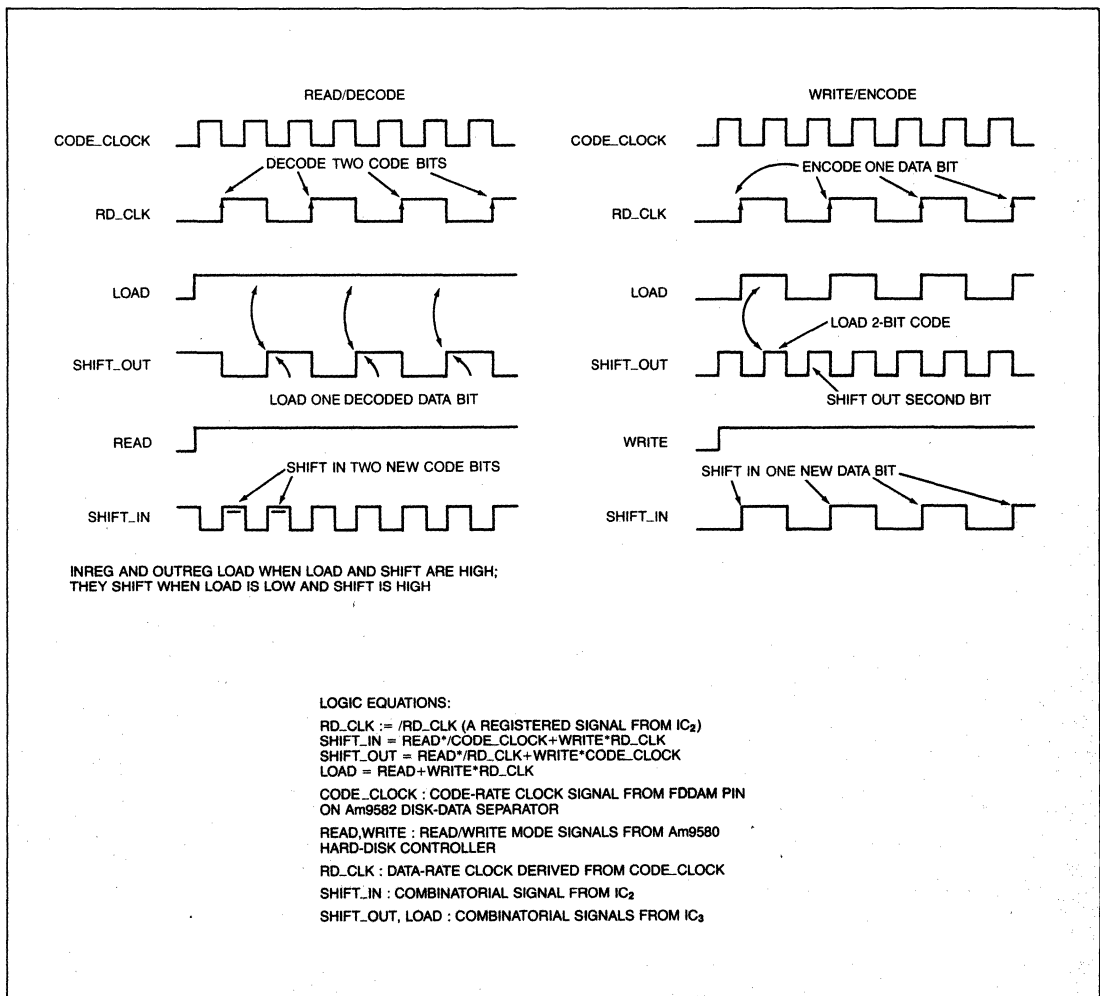 READ/DECODE
CODE_CLOCK
DECODE TWO CODE BITS
RD_CLK
LOAD
SHIFT_OUT
LOAD ONE DECODED DATA BIT
READ
SHIFT IN TWO NEW CODE BITS
SHIFT_IN
INREG AND OUTREG LOAD WHEN LOAD AND SHIFT ARE HIGH;
THEY SHIFT WHEN LOAD IS LOW AND SHIFT IS HIGH
WRITE/ENCODE
CODE_CLOCK
ENCODE ONE DATA BIT
RD_CLK
LOAD
LOAD 2-BIT CODE
SHIFT_OUT
SHIFT OUT SECOND BIT
WRITE
SHIFT IN ONE NEW DATA BIT
SHIFT_IN
LOGIC EQUATIONS:
RD_CLK := /RD_CLK (A REGISTERED SIGNAL FROM IC₂)
SHIFT_IN = READ*/CODE_CLOCK+WRITE*RD_CLK
SHIFT_OUT = READ*/RD_CLK+WRITE*CODE_CLOCK
LOAD = READ+WRITE*RD_CLK
CODE_CLOCK : CODE-RATE CLOCK SIGNAL FROM FDDAM PIN
ON Am9582 DISK-DATA SEPARATOR
READ,WRITE : READ/WRITE MODE SIGNALS FROM Am9580
HARD-DISK CONTROLLER
RD_CLK : DATA-RATE CLOCK DERIVED FROM CODE_CLOCK
SHIFT_IN : COMBINATORIAL SIGNAL FROM IC₂
SHIFT_OUT, LOAD : COMBINATORIAL SIGNALS FROM IC₃